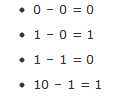 • 0 − 0 = 0
• 1 − 0 = 1
• 1 − 1 = 0
• 10 − 1 = 1